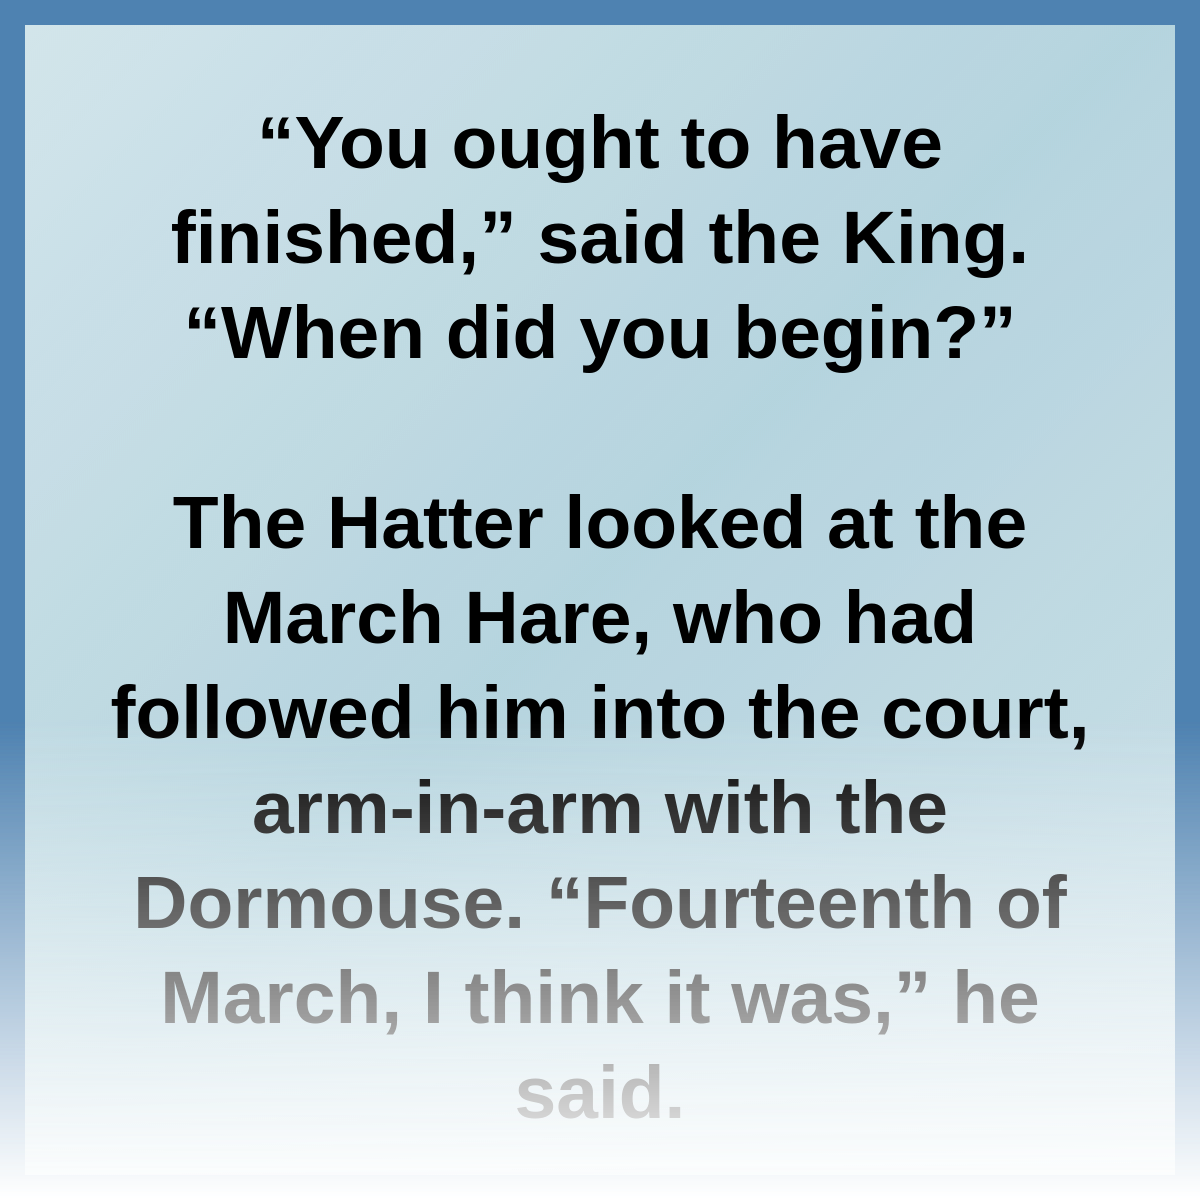 “You ought to have
finished,” said the King.
“When did you begin?”
The Hatter looked at the
March Hare, who had
followed him into the court,
arm-in-arm with the
Dormouse. “Fourteenth of
March, I think it was,” he
said.